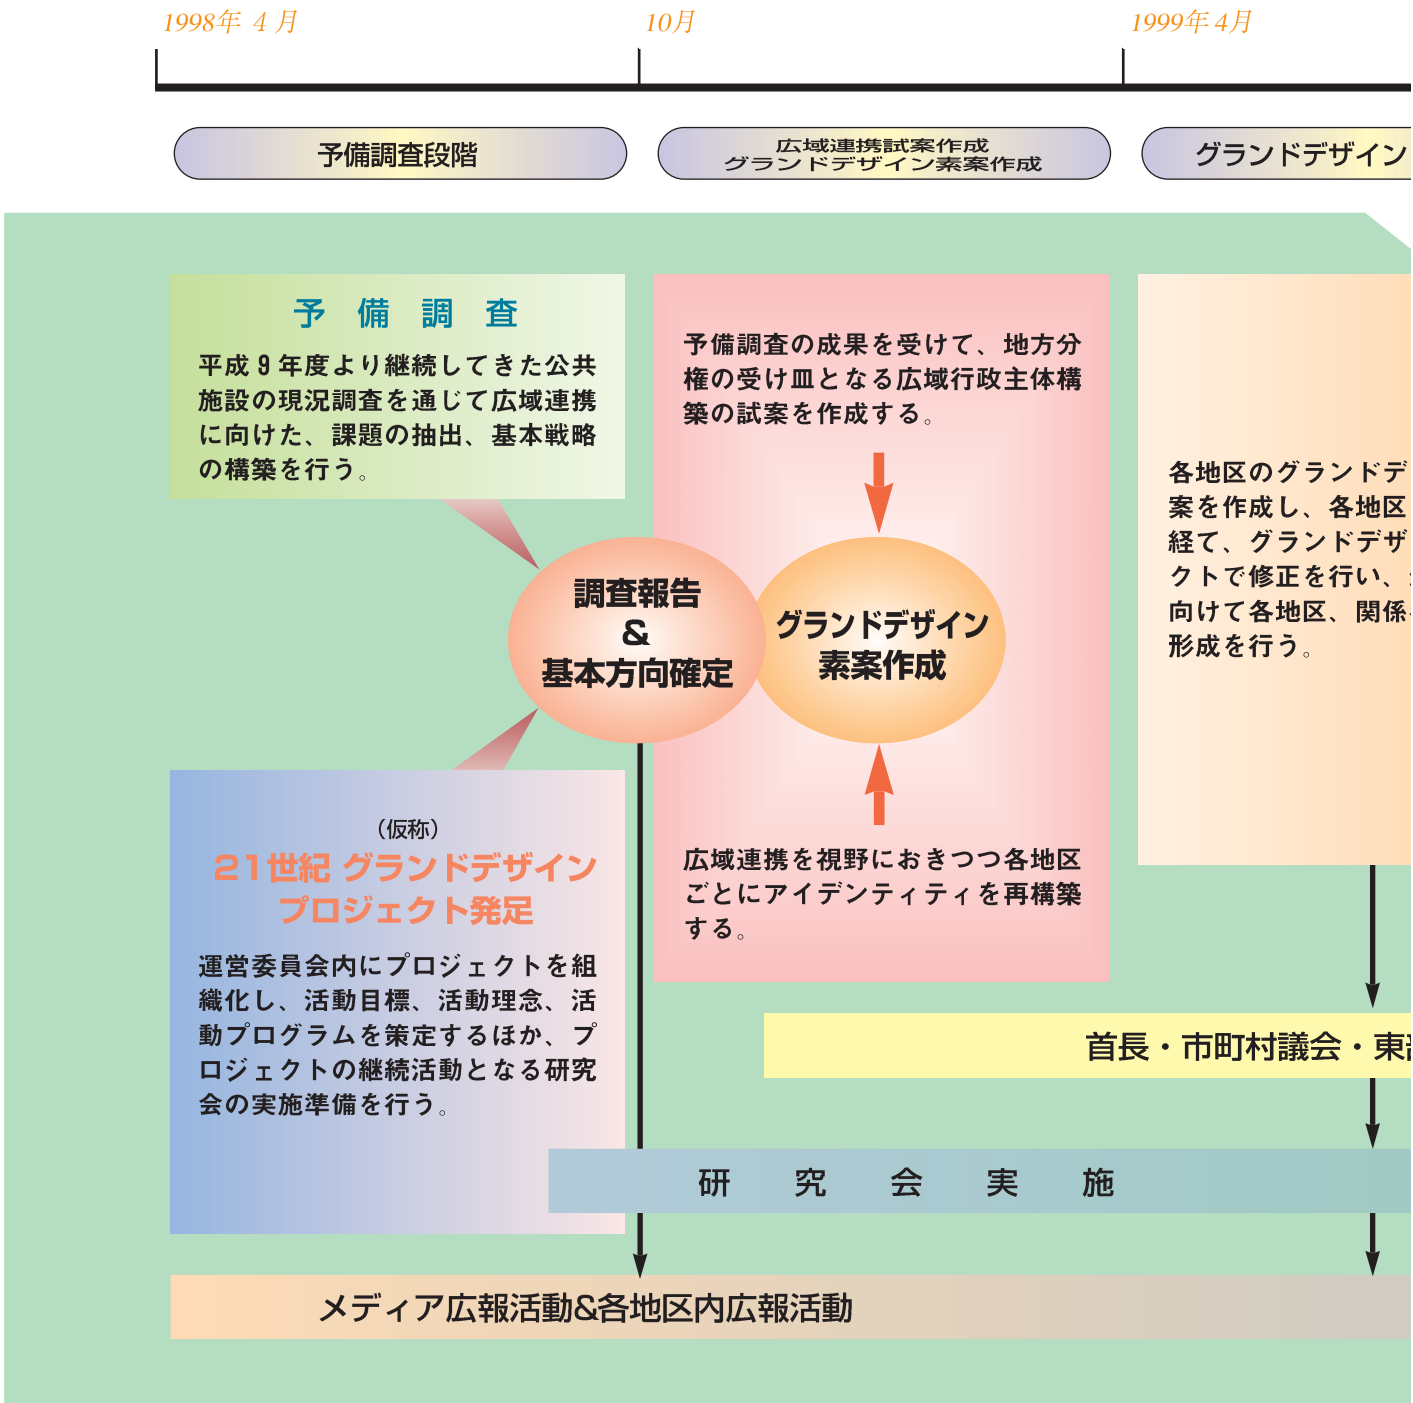 1998年 4 月
10月
1999年 4月
予備調査段階
広域連携試案作成
グランドデザイン素案作成
グランドデザイン
予 備 調 査
平成 9 年度より継続してきた公共
施設の現況調査を通じて広域連携
に向けた、課題の抽出、基本戦略
の構築を行う。
予備調査の成果を受けて、地方分
権の受け皿となる広域行政主体構
築の試案を作成する。
各地区のグランドデ
案を作成し、各地区
経て、グランドデザ
クトで修正を行い、
向けて各地区、関係
形成を行う。
調査報告
&
基本方向確定
グランドデザイン
素案作成
(仮称)
21世紀 グランドデザイン
プロジェクト発足
運営委員会内にプロジェクトを組
織化し、活動目標、活動理念、活
動プログラムを策定するほか、プ
ロジェクトの継続活動となる研究
会の実施準備を行う。
広域連携を視野におきつつ各地区
ごとにアイデンティティを再構築
する。
首長・市町村議会・東
研 究 会 実 施
メディア広報活動&各地区内広報活動